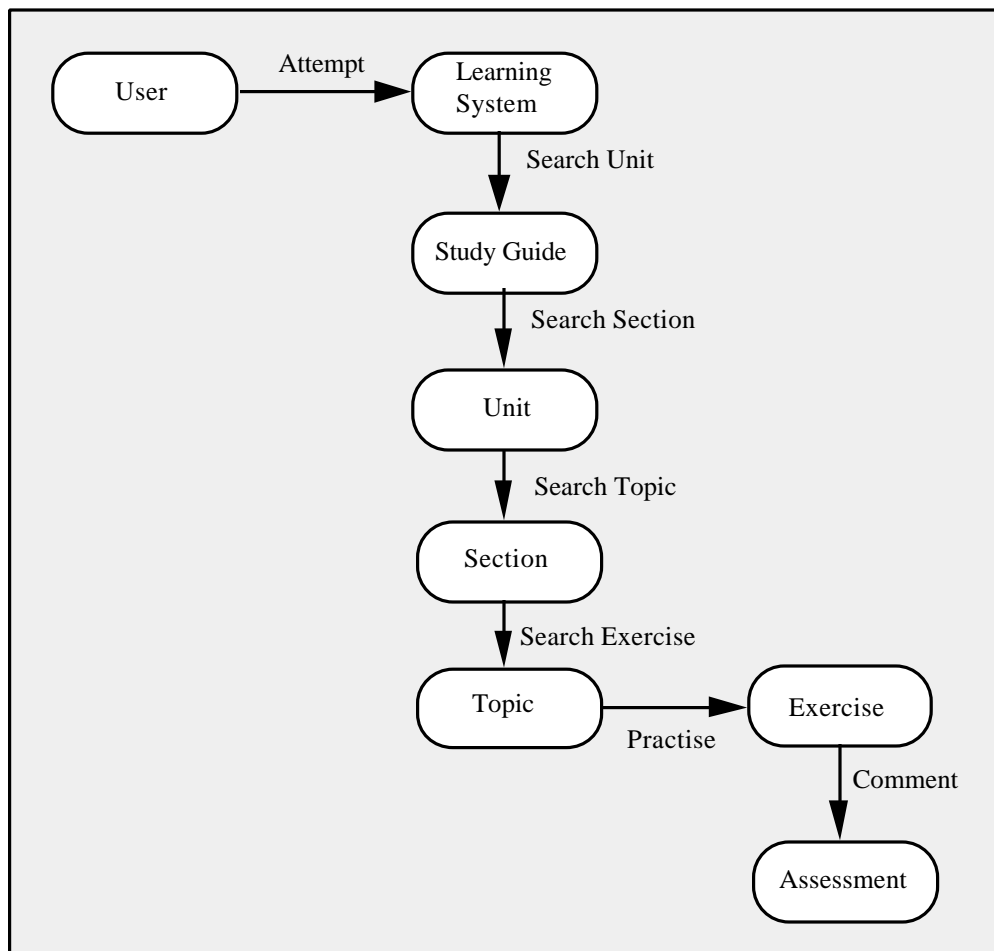 User
Attempt
Learning
System
Search Unit
Study Guide
Search Section
Unit
Search Topic
Section
Search Exercise
Topic
Practise
Exercise
Comment
Assessment